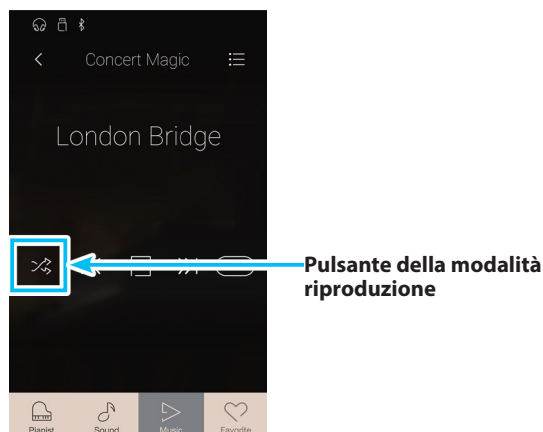 Concert Magic
London Bridge
Pulsante della modalità
riproduzione
Pianist Sound Music Favorite